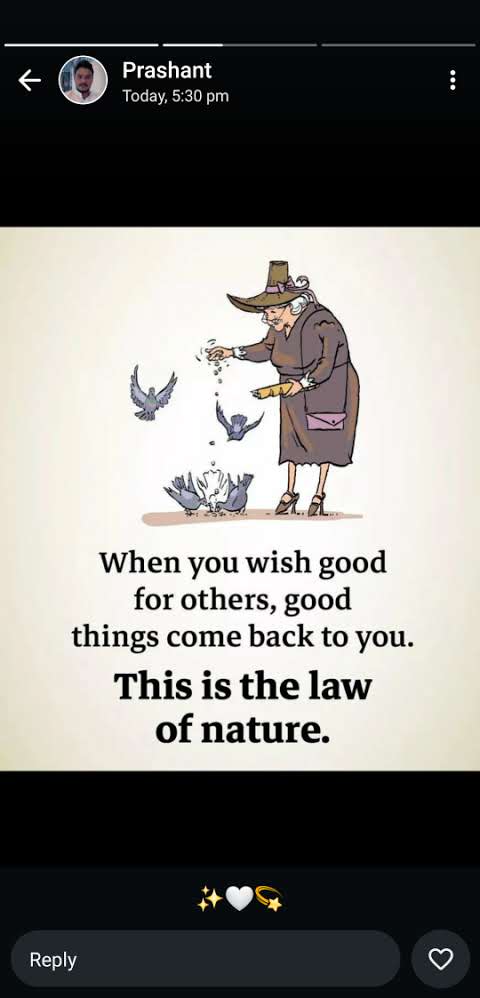 Prashant
Today, 5:30 pm
When you wish good
for others, good
things come back to you.
This is the law
of nature.
✨🤍💫
Reply